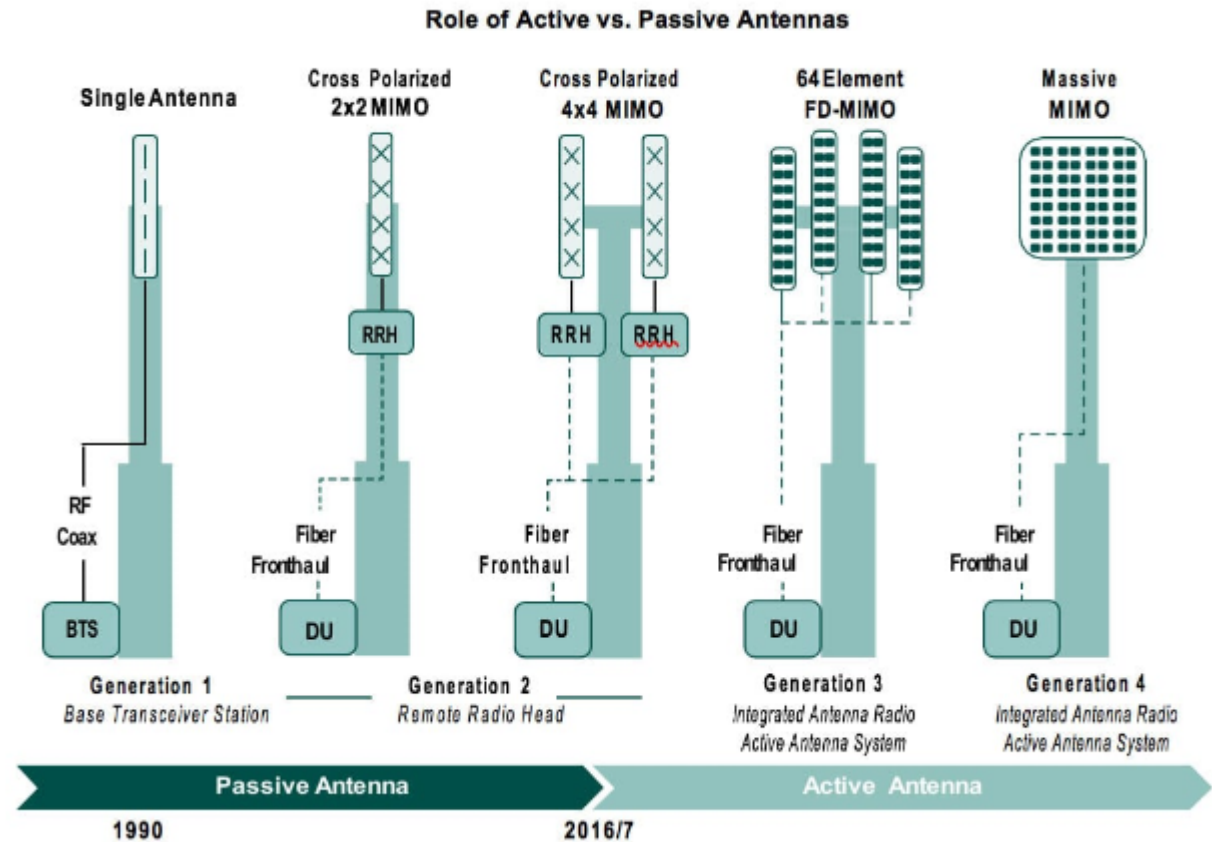 Role of Active vs. Passive Antennas
Single Antenna
Cross Polarized
2x2 MIMO
Cross Polarized
4x4 MIMO
64 Element
FD-MIMO
Massive
MIMO
RRH
RRH
RRH
RF
Coax
Fiber
Fronthaul
Fiber
Fronthaul
Fiber
Fronthaul
Fiber
Fronthaul
BTS
DU
DU
DU
DU
Generation 1
Base Transceiver Station
Generation 2
Remote Radio Head
Generation 3
Integrated Antenna Radio
Active Antenna System
Generation 4
Integrated Antenna Radio
Active Antenna System
Passive Antenna
Active Antenna
1990
2016/7